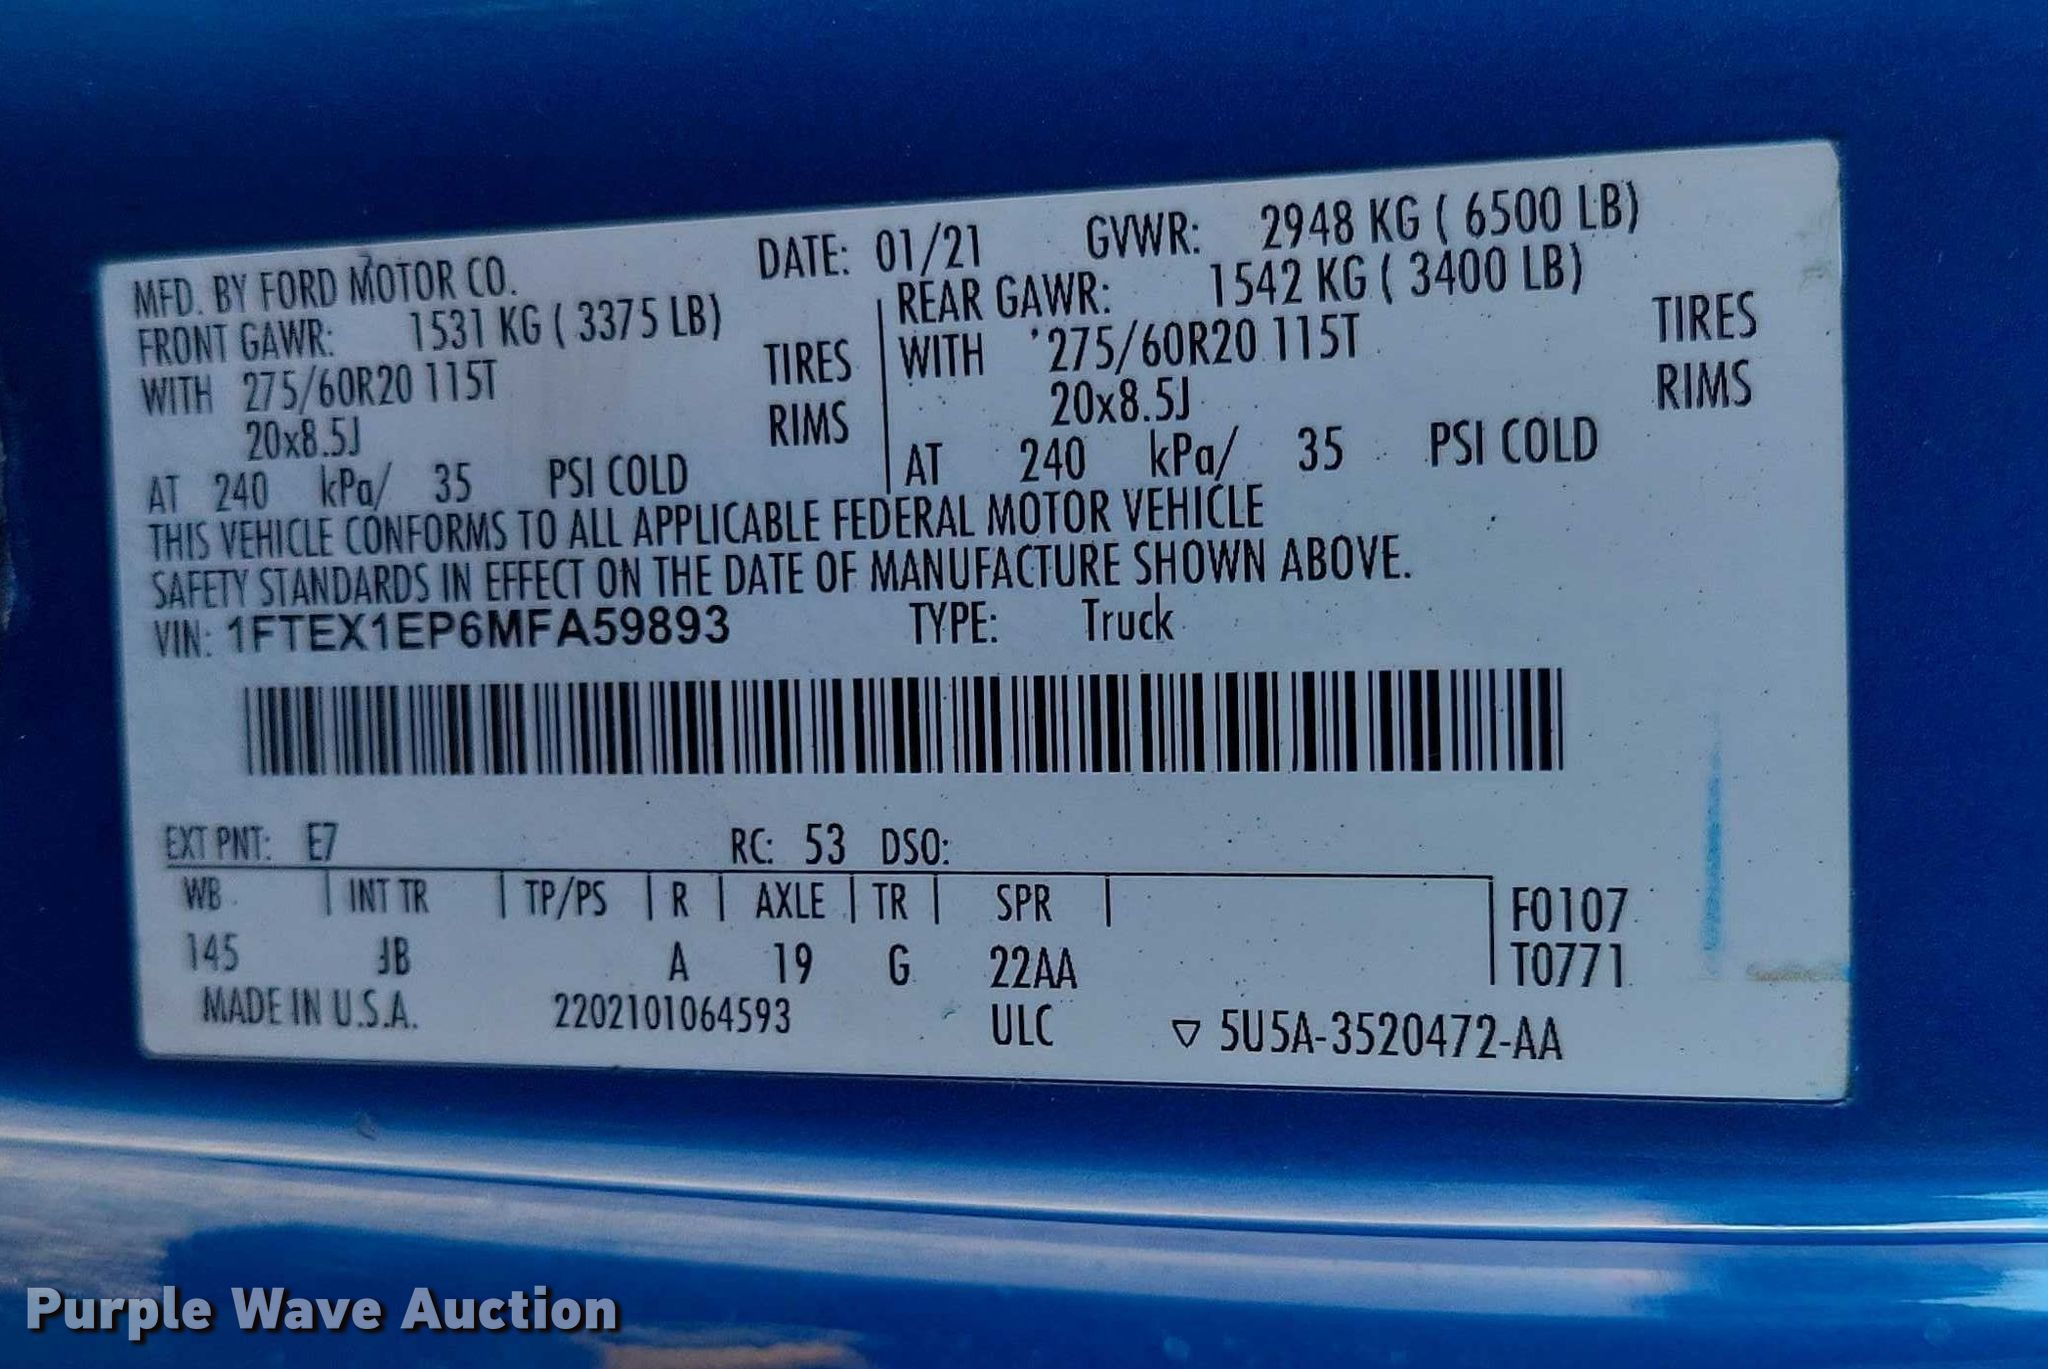 MFD. BY FORD MOTOR CO. DATE: 01/21 GVWR: 2948 KG ( 6500 LB)
FRONT GAWR: 1531 KG ( 3375 LB) REAR GAWR: 1542 KG ( 3400 LB)
WITH 275/60R20 115T TIRES WITH 275/60R20 115T TIRES
20x8.5J RIMS 20x8.5J RIMS
AT 240 kPa/ 35 PSI COLD AT 240 kPa/ 35 PSI COLD
THIS VEHICLE CONFORMS TO ALL APPLICABLE FEDERAL MOTOR VEHICLE
SAFETY STANDARDS IN EFFECT ON THE DATE OF MANUFACTURE SHOWN ABOVE.
VIN: 1FTEX1EP6MFA59893 TYPE: Truck
EXT PNT: E7 RC: 53 DSO:
WB INT TR TP/PS R AXLE TR SPR F0107
145 A 19 G 22AA T0771
MADE IN U.S.A. 2202101064593 ULC ▽ 5U5A-3520472-AA
Purple Wave Auction